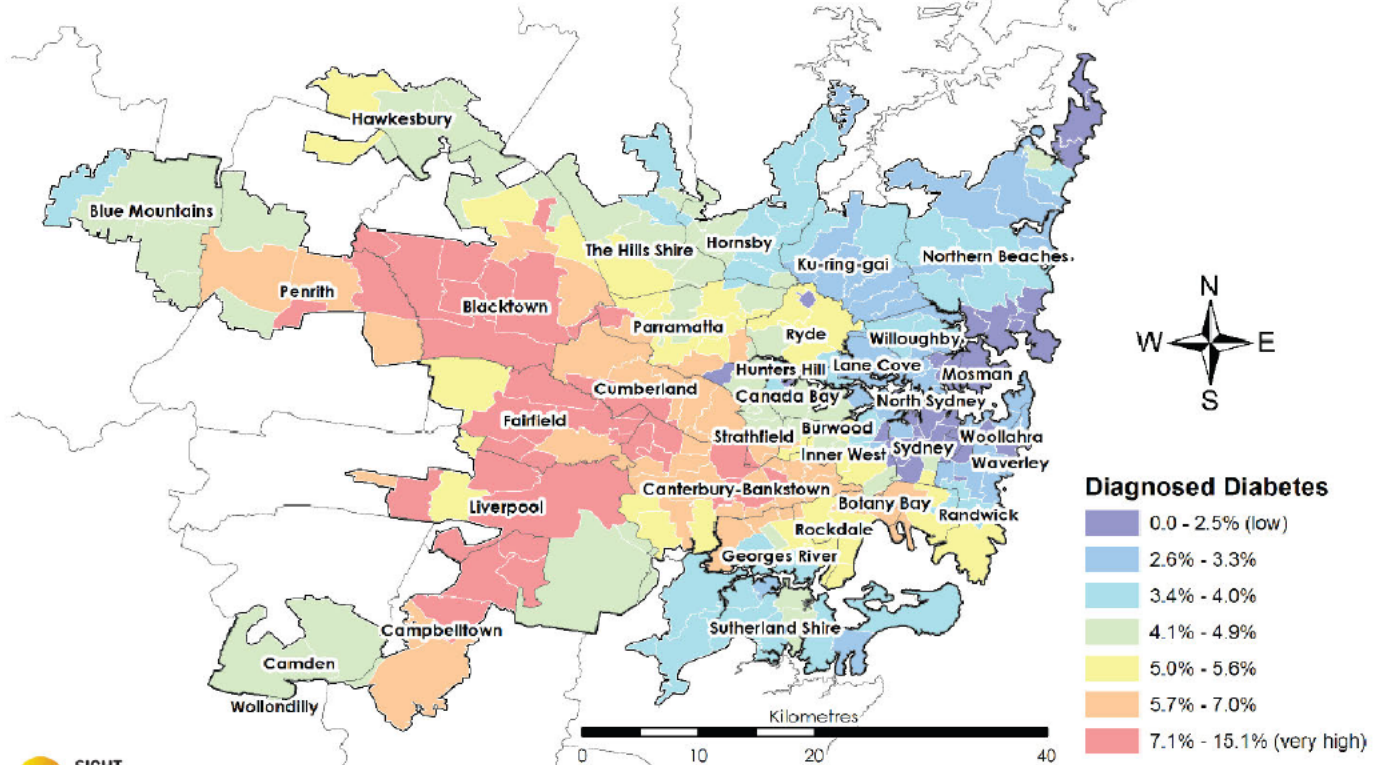 Hawkesbury
Blue Mountains
The Hills Shire
Hornsby
Ku-ring-gai
Northern Beaches
Penrith
Blacktown
Parramatta
Ryde
Willoughby
Hunters Hill
Lane Cove
Mosman
Cumberland
Canada Bay
North Sydney
Fairfield
Strathfield
Burwood
Sydney
Woollahra
Inner West
Waverley
Canterbury-Bankstown
Liverpool
Botany Bay
Randwick
Rockdale
Georges River
Campbelltown
Sutherland Shire
Camden
Wollondilly
N
W
E
S
Diagnosed Diabetes
0.0 - 2.5% (low)
2.6% - 3.3%
3.4% - 4.0%
4.1% - 4.9%
5.0% - 5.6%
5.7% - 7.0%
7.1% - 15.1% (very high)
Kilometres
0 10 20 40